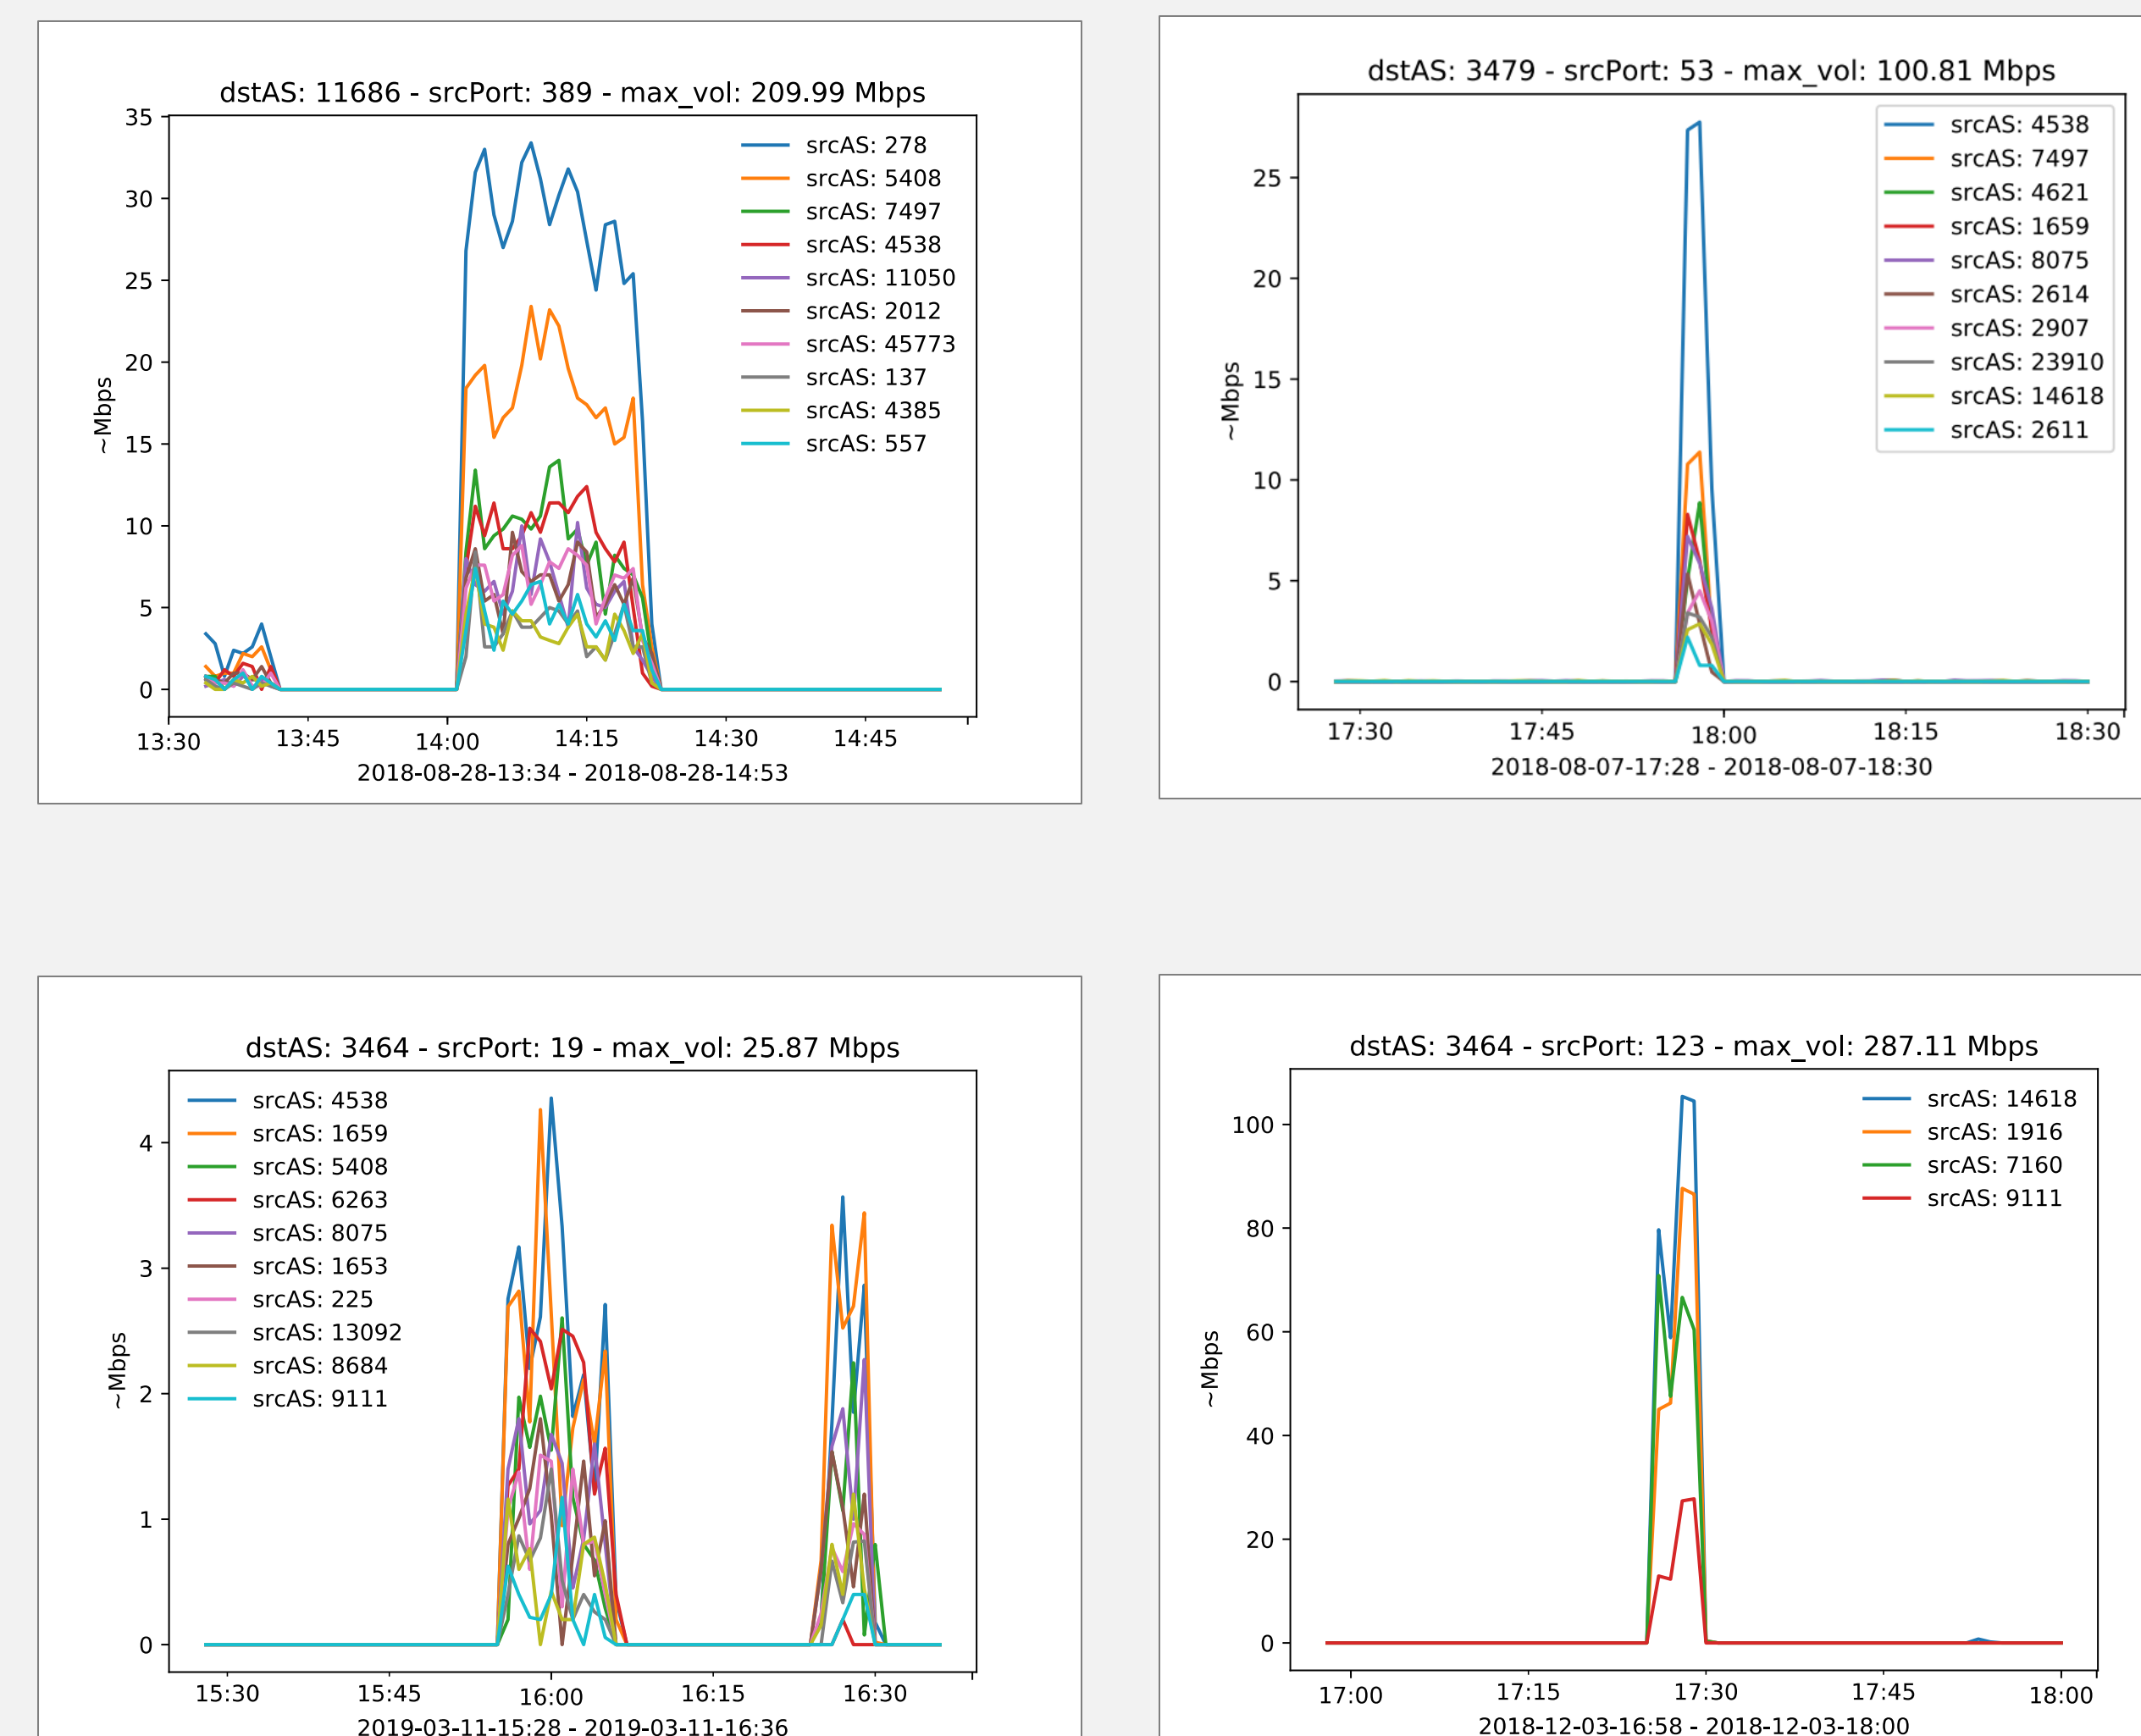 dstAS: 11686 - srcPort: 389 - max_vol: 209.99 Mbps
35
30
25
20
15
10
5
0
~Mbps
srcAS: 278
srcAS: 5408
srcAS: 7497
srcAS: 4538
srcAS: 11050
srcAS: 2012
srcAS: 45773
srcAS: 137
srcAS: 4385
srcAS: 557
13:30 13:45 14:00 14:15 14:30 14:45
2018-08-28-13:34 - 2018-08-28-14:53
dstAS: 3479 - srcPort: 53 - max_vol: 100.81 Mbps
25
20
15
10
5
0
~Mbps
srcAS: 4538
srcAS: 7497
srcAS: 4621
srcAS: 1659
srcAS: 8075
srcAS: 2614
srcAS: 2907
srcAS: 23910
srcAS: 14618
srcAS: 2611
17:30 17:45 18:00 18:15 18:30
2018-08-07-17:28 - 2018-08-07-18:30
dstAS: 3464 - srcPort: 19 - max_vol: 25.87 Mbps
4
3
2
1
0
~Mbps
srcAS: 4538
srcAS: 1659
srcAS: 5408
srcAS: 6263
srcAS: 8075
srcAS: 1653
srcAS: 225
srcAS: 13092
srcAS: 8684
srcAS: 9111
15:30 15:45 16:00 16:15 16:30
2019-03-11-15:28 - 2019-03-11-16:36
dstAS: 3464 - srcPort: 123 - max_vol: 287.11 Mbps
100
80
60
40
20
0
~Mbps
srcAS: 14618
srcAS: 1916
srcAS: 7160
srcAS: 9111
17:00 17:15 17:30 17:45 18:00
2018-12-03-16:58 - 2018-12-03-18:00